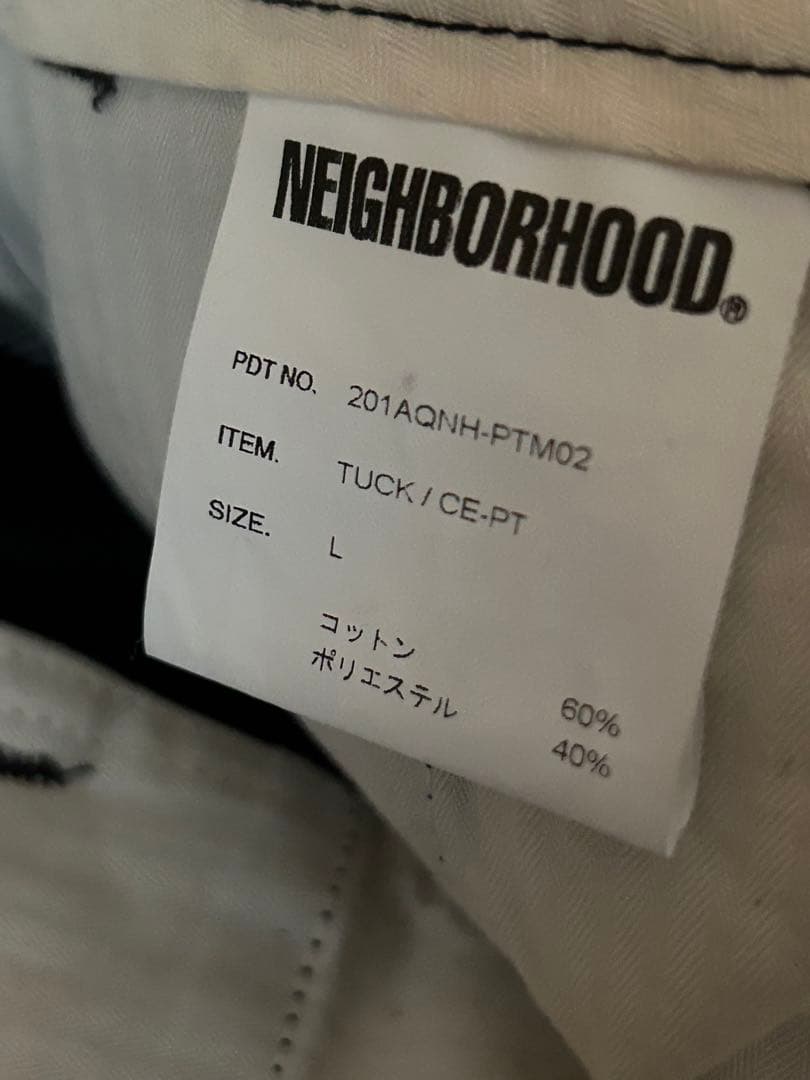 NEIGHBORHOOD®
PDT NO. 201AQNH-PTM02
ITEM. TUCK / CE-PT
SIZE. L
コットン 60%
ポリエステル 40%